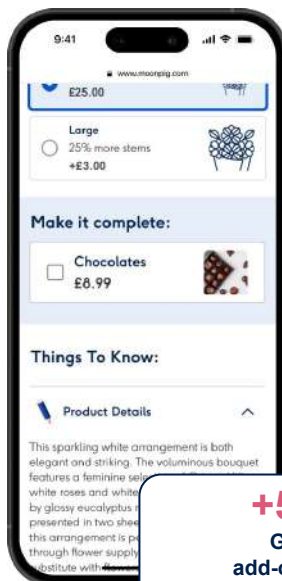 9:41
www.moonpig.com
£25.00
Large
25% more stems
+£3.00
Make it complete:
Chocolates
£8.99
Things To Know:
Product Details
This sparkling white arrangement is both
elegant and striking. The voluminous bouquet
features a feminine
white roses and white
by glossy eucalyptus
presented in two
this arrangement is
through flower supply
substitute with
+5
G
add-